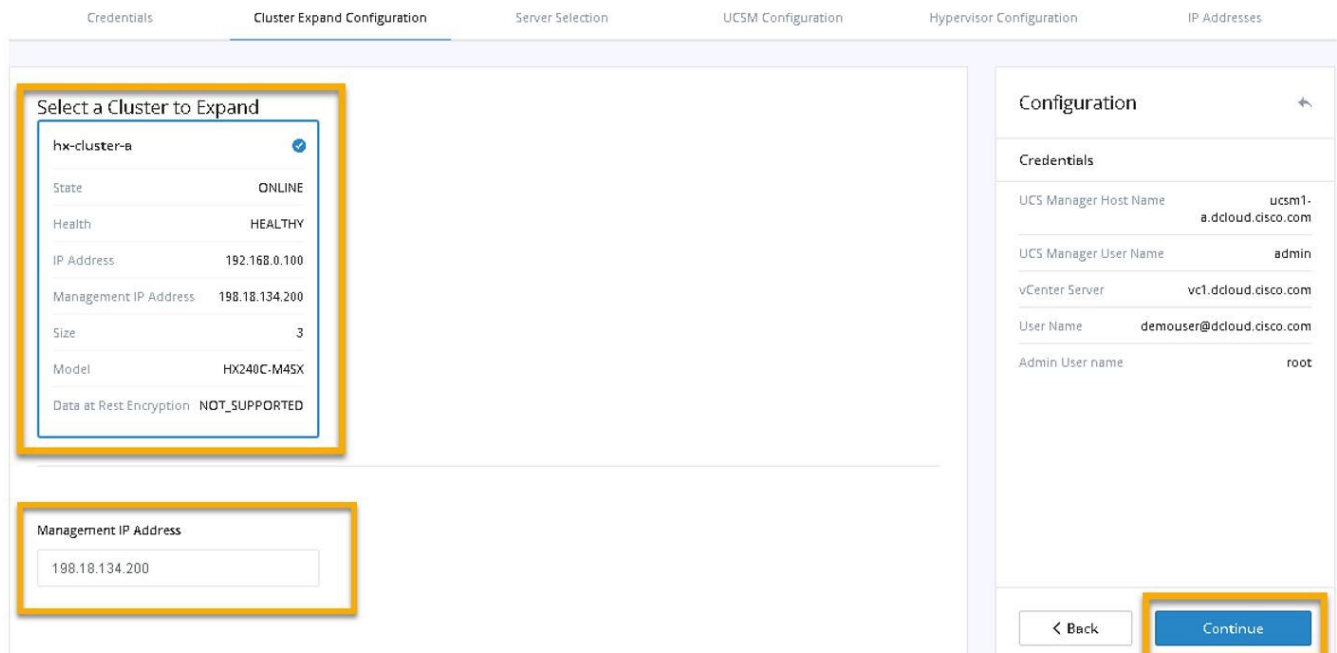 Credentials
Cluster Expand Configuration
Server Selection
UCSM Configuration
Hypervisor Configuration
IP Addresses
Select a Cluster to Expand
hx-cluster-a
State ONLINE
Health HEALTHY
IP Address 192.168.0.100
Management IP Address 198.18.134.200
Size 3
Model HX240C-M4SX
Data at Rest Encryption NOT_SUPPORTED
Management IP Address
198.18.134.200
Configuration
Credentials
UCS Manager Host Name ucsm1-
a.dcloud.cisco.com
UCS Manager User Name admin
vCenter Server vc1.dcloud.cisco.com
User Name demouser@dcloud.cisco.com
Admin User name root
< Back
Continue